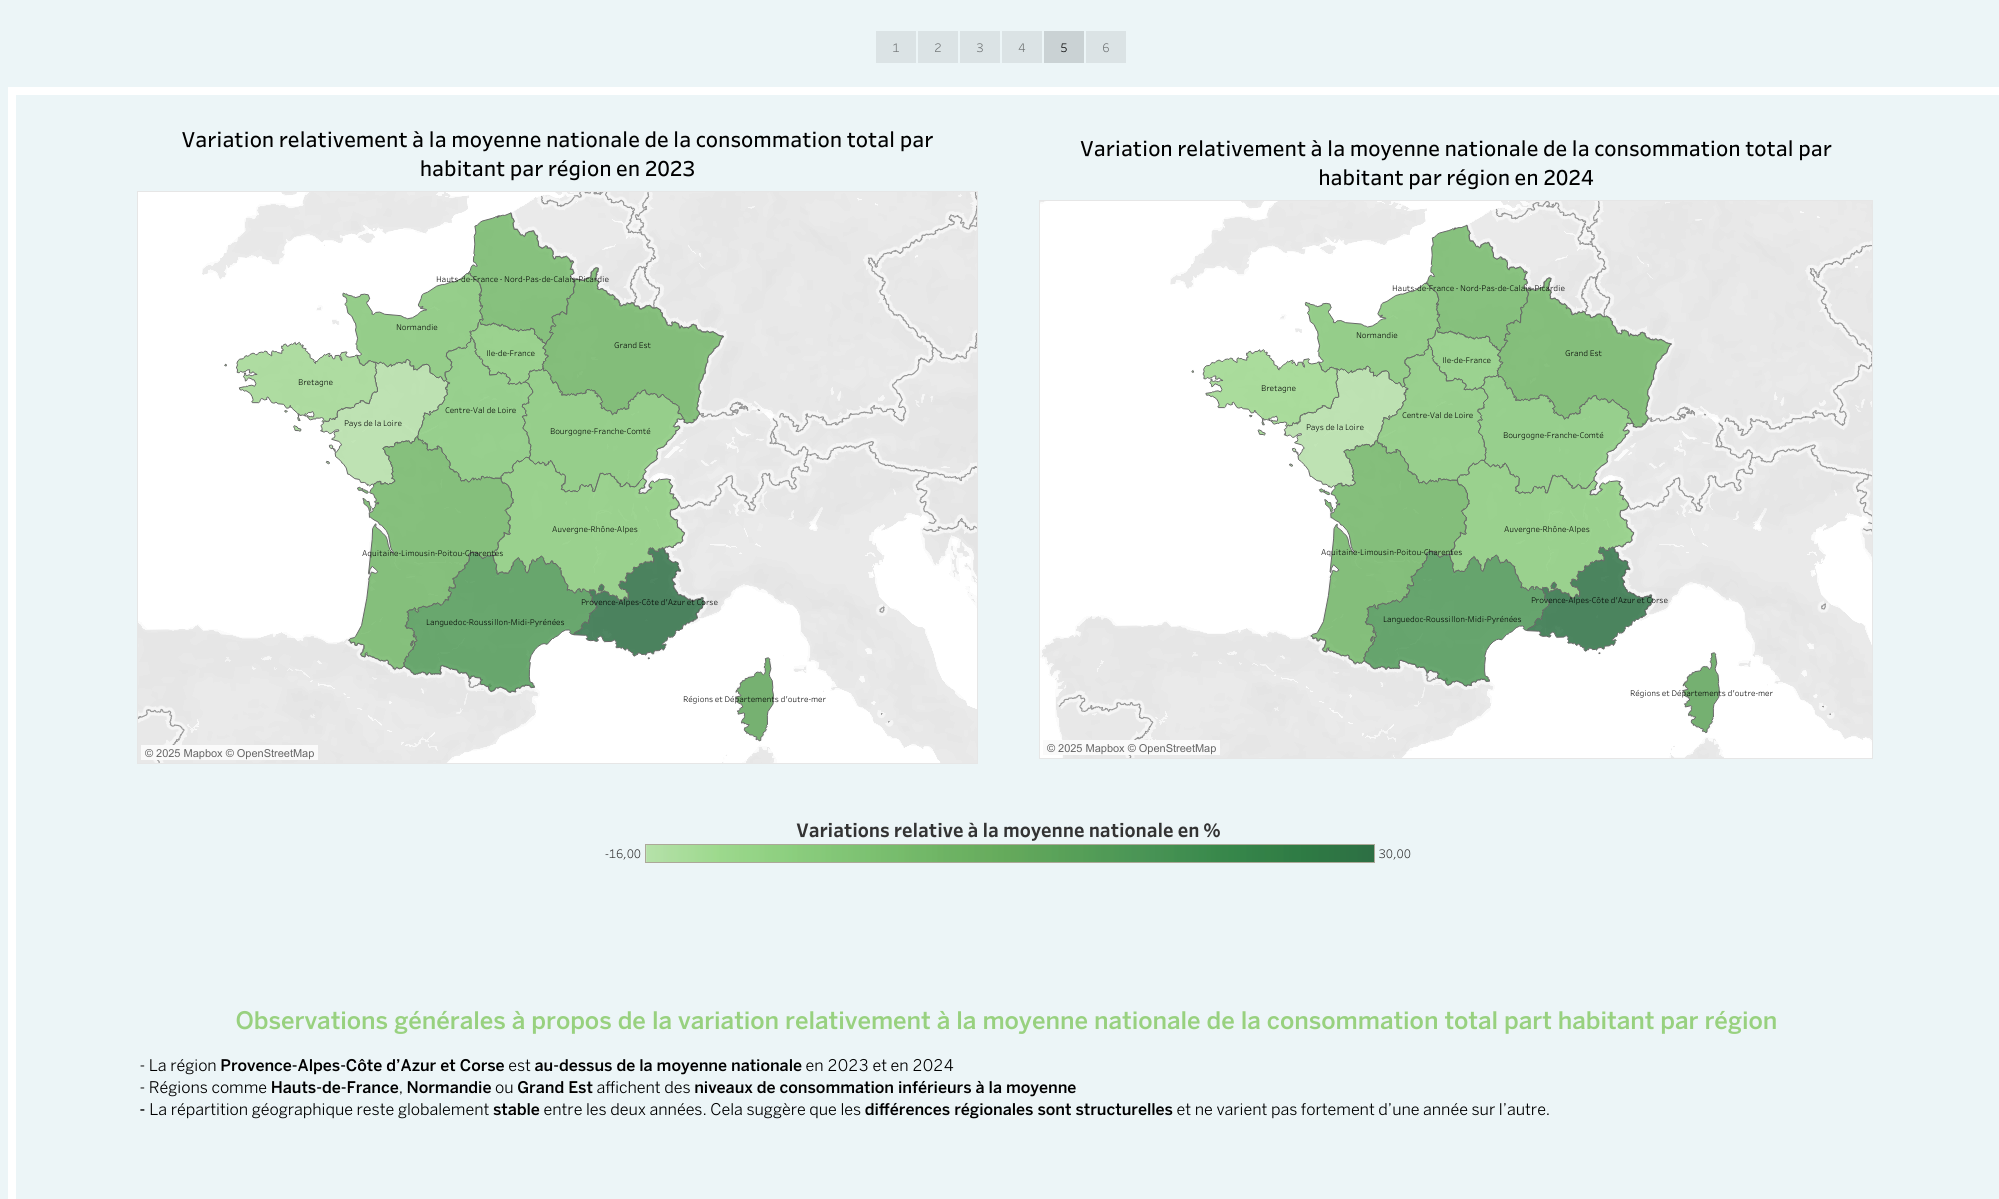 1 2 3 4 5 6
Variation relativement à la moyenne nationale de la consommation total par
habitant par région en 2023
Hauts-de-France - Nord-Pas-de-Calais-Picardie
Normandie
Grand Est
Ile-de-France
Bretagne
Centre-Val de Loire
Pays de la Loire
Bourgogne-Franche-Comté
Auvergne-Rhône-Alpes
Aquitaine-Limousin-Poitou-Charentes
Provence-Alpes-Côte d'Azur et Corse
Languedoc-Roussillon-Midi-Pyrénées
Régions et Départements d'outre-mer
© 2025 Mapbox © OpenStreetMap
Variation relativement à la moyenne nationale de la consommation total par
habitant par région en 2024
Hauts-de-France - Nord-Pas-de-Calais-Picardie
Normandie
Grand Est
Ile-de-France
Bretagne
Centre-Val de Loire
Pays de la Loire
Bourgogne-Franche-Comté
Auvergne-Rhône-Alpes
Aquitaine-Limousin-Poitou-Charentes
Provence-Alpes-Côte d'Azur et Corse
Languedoc-Roussillon-Midi-Pyrénées
Régions et Départements d'outre-mer
© 2025 Mapbox © OpenStreetMap
Variations relative à la moyenne nationale en %
-16,00 30,00
Observations générales à propos de la variation relativement à la moyenne nationale de la consommation total part habitant par région
- La région Provence-Alpes-Côte d'Azur et Corse est au-dessus de la moyenne nationale en 2023 et en 2024
- Régions comme Hauts-de-France, Normandie ou Grand Est affichent des niveaux de consommation inférieurs à la moyenne
- La répartition géographique reste globalement stable entre les deux années. Cela suggère que les différences régionales sont structurelles et ne varient pas fortement d'une année sur l'autre.